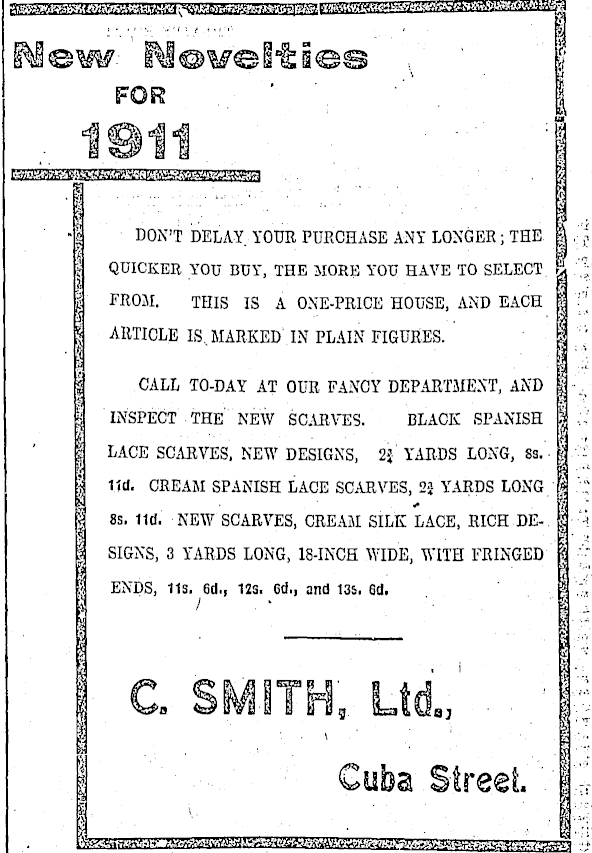 New Novelties
FOR
1911
DON'T DELAY YOUR PURCHASE ANY LONGER; THE
QUICKER YOU BUY, THE MORE YOU HAVE TO SELECT
FROM. THIS IS A ONE-PRICE HOUSE, AND EACH
ARTICLE IS MARKED IN PLAIN FIGURES.
CALL TO-DAY AT OUR FANCY DEPARTMENT, AND
INSPECT THE NEW SCARVES. BLACK SPANISH
LACE SCARVES, NEW DESIGNS, 2¾ YARDS LONG, 8s.
11d. CREAM SPANISH LACE SCARVES, 2¾ YARDS LONG
8s. 11d. NEW SCARVES, CREAM SILK LACE, RICH DE-
SIGNS, 3 YARDS LONG, 18-INCH WIDE, WITH FRINGED
ENDS, 11s. 6d., 12s. 6d., and 13s. 6d.
C. SMITH, Ltd.,
Cuba Street.